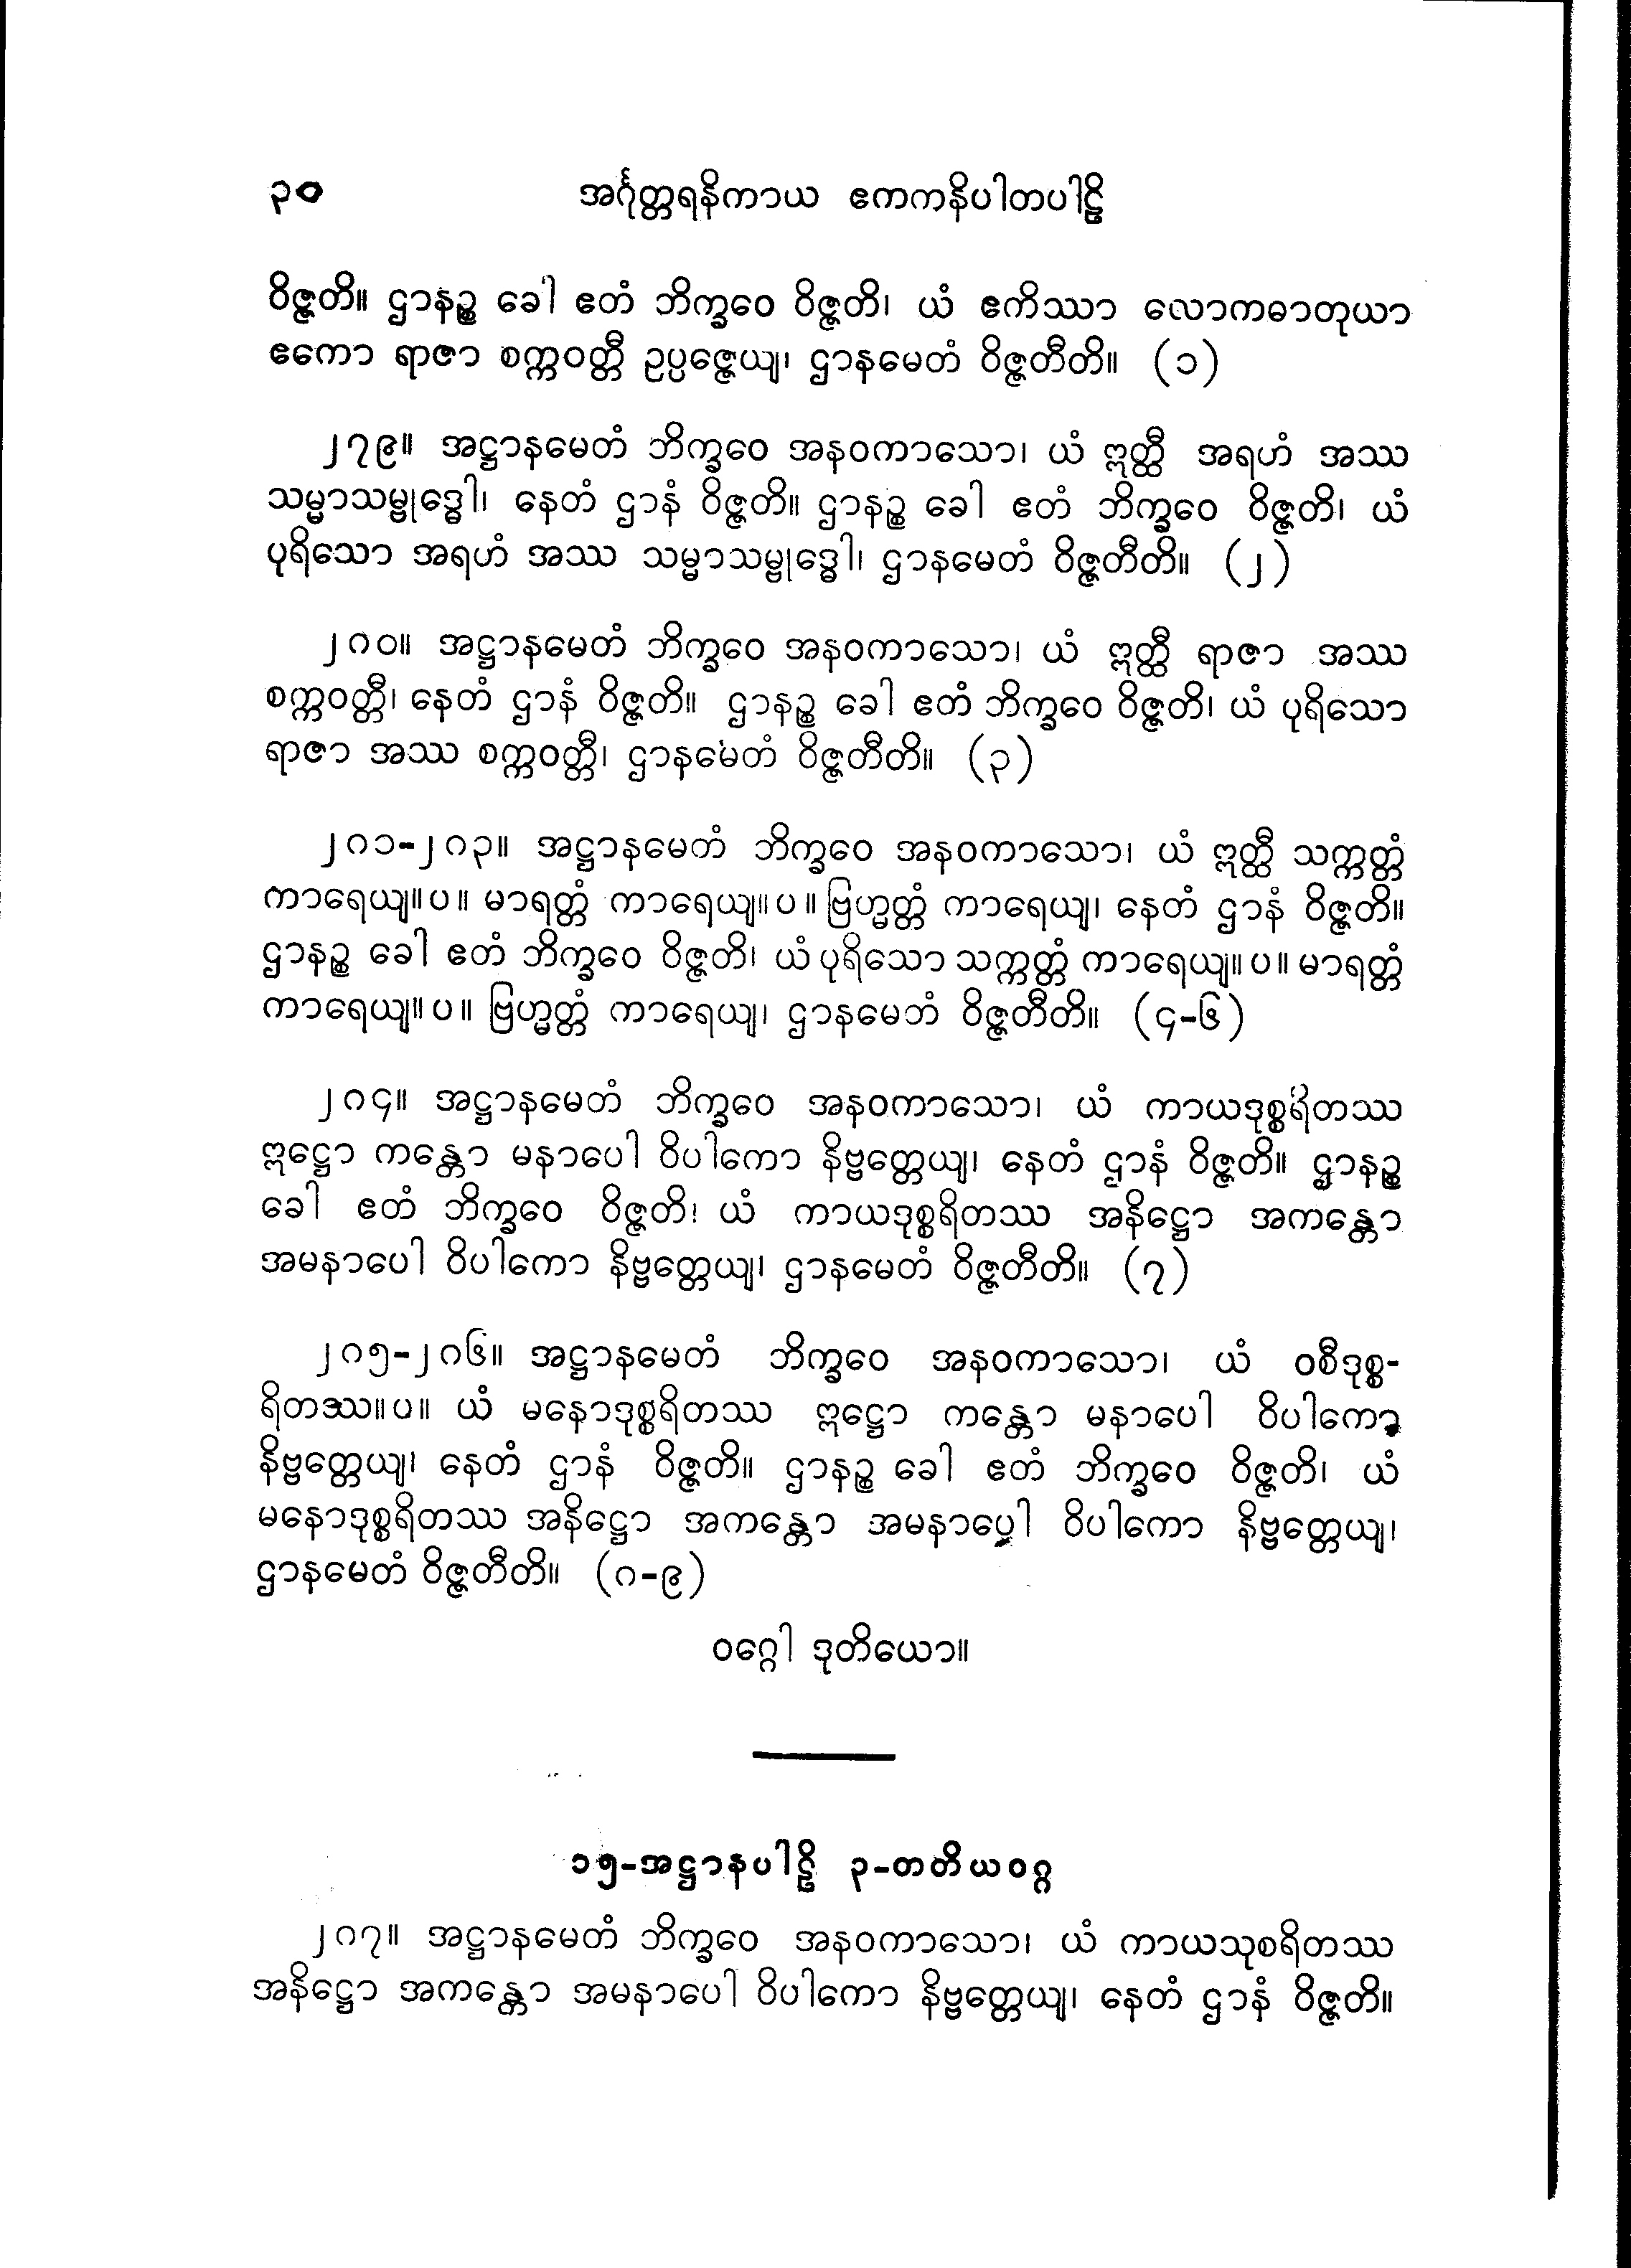 ၃၀ အင်္ဂုတ္တရနိကာယ ဧကကနိပါတပါဠိ
ဝိဇ္ဇတိ။ ဌာနဉ္စ ခေါ ဧတံ ဘိက္ခဝေ ဝိဇ္ဇတိ၊ ယံ ဧကိဿာ လောကဓာတုယာ
ဧကော ရာဇာ စက္ကဝတ္တီ ဥပ္ပဇ္ဇေယျ၊ ဌာနမေတံ ဝိဇ္ဇတီတိ။ (၁)
၂၇၉။ အဋ္ဌာနမေတံ ဘိက္ခဝေ အနဝကာသော၊ ယံ ဣတ္ထီ အရဟံ အဿ
သမ္မာသမ္ဗုဒ္ဓေါ၊ နေတံ ဌာနံ ဝိဇ္ဇတိ။ ဌာနဉ္စ ခေါ ဧတံ ဘိက္ခဝေ ဝိဇ္ဇတိ၊ ယံ
ပုရိသော အရဟံ အဿ သမ္မာသမ္ဗုဒ္ဓေါ၊ ဌာနမေတံ ဝိဇ္ဇတီတိ။ (၂)
၂၈၀။ အဋ္ဌာနမေတံ ဘိက္ခဝေ အနဝကာသော၊ ယံ ဣတ္ထီ ရာဇာ အဿ
စက္ကဝတ္တီ၊ နေတံ ဌာနံ ဝိဇ္ဇတိ။ ဌာနဉ္စ ခေါ ဧတံ ဘိက္ခဝေ ဝိဇ္ဇတိ၊ ယံ ပုရိသော
ရာဇာ အဿ စက္ကဝတ္တီ၊ ဌာနမေတံ ဝိဇ္ဇတီတိ။ (၃)
၂၈၁-၂၈၃။ အဋ္ဌာနမေတံ ဘိက္ခဝေ အနဝကာသော၊ ယံ ဣတ္ထီ သက္ကတ္တံ
ကာရေယျ။ပ။ မာရတ္တံ ကာရေယျ။ပ။ ဗြဟ္မတ္တံ ကာရေယျ၊ နေတံ ဌာနံ ဝိဇ္ဇတိ။
ဌာနဉ္စ ခေါ ဧတံ ဘိက္ခဝေ ဝိဇ္ဇတိ၊ ယံ ပုရိသော သက္ကတ္တံ ကာရေယျ။ပ။ မာရတ္တံ
ကာရေယျ။ပ။ ဗြဟ္မတ္တံ ကာရေယျ၊ ဌာနမေတံ ဝိဇ္ဇတီတိ။ (၄-၆)
၂၈၄။ အဋ္ဌာနမေတံ ဘိက္ခဝေ အနဝကာသော၊ ယံ ကာယဒုစ္စရိတဿ
ဣဋ္ဌော ကန္တော မနာပေါ ဝိပါကော နိဗ္ဗတ္တေယျ၊ နေတံ ဌာနံ ဝိဇ္ဇတိ။ ဌာနဉ္စ
ခေါ ဧတံ ဘိက္ခဝေ ဝိဇ္ဇတိ၊ ယံ ကာယဒုစ္စရိတဿ အနိဋ္ဌော အကန္တော
အမနာပေါ ဝိပါကော နိဗ္ဗတ္တေယျ၊ ဌာနမေတံ ဝိဇ္ဇတီတိ။ (၇)
၂၈၅-၂၈၆။ အဋ္ဌာနမေတံ ဘိက္ခဝေ အနဝကာသော၊ ယံ ဝစီဒုစ္စ-
ရိတဿ။ပ။ ယံ မနောဒုစ္စရိတဿ ဣဋ္ဌော ကန္တော မနာပေါ ဝိပါကော
နိဗ္ဗတ္တေယျ၊ နေတံ ဌာနံ ဝိဇ္ဇတိ။ ဌာနဉ္စ ခေါ ဧတံ ဘိက္ခဝေ ဝိဇ္ဇတိ၊ ယံ
မနောဒုစ္စရိတဿ အနိဋ္ဌော အကန္တော အမနာပေါ ဝိပါကော နိဗ္ဗတ္တေယျ၊
ဌာနမေတံ ဝိဇ္ဇတီတိ။ (၈-၉)
ဝဂ္ဂေါ ဒုတိယော။
၁၅-အဋ္ဌာနပါဠိ ၃-တတိယဝဂ္ဂ
၂၈၇။ အဋ္ဌာနမေတံ ဘိက္ခဝေ အနဝကာသော၊ ယံ ကာယသုစရိတဿ
အနိဋ္ဌော အကန္တော အမနာပေါ ဝိပါကော နိဗ္ဗတ္တေယျ၊ နေတံ ဌာနံ ဝိဇ္ဇတိ။